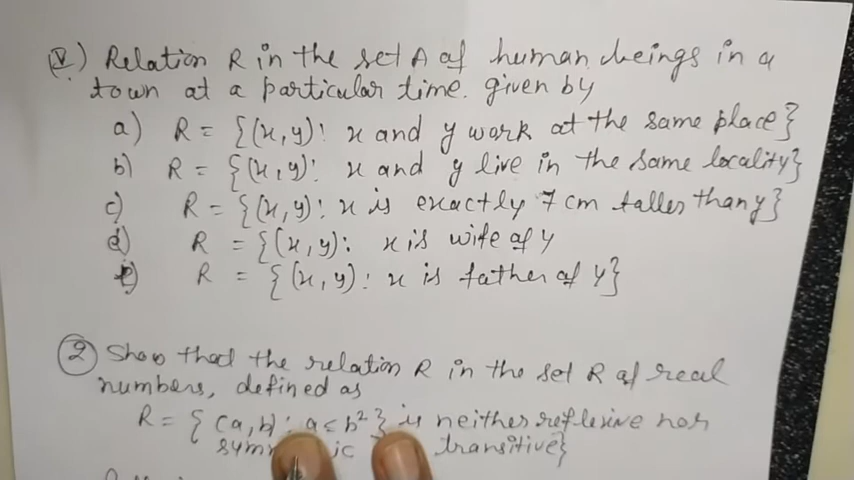 (V) Relation R in the set A of human beings in a
town at a particular time. given by
a) R = {(x,y): x and y work at the same place}
b) R = {(x,y): x and y live in the same locality}
c) R = {(x,y): x is exactly 7 cm taller than y}
d) R = {(x,y): x is wife of y
e) R = {(x,y): x is father of y}
(2) Show that the relation R in the set R of real
numbers, defined as
R = {(a,b): a ≤ b²} is neither reflexive nor
transitive}